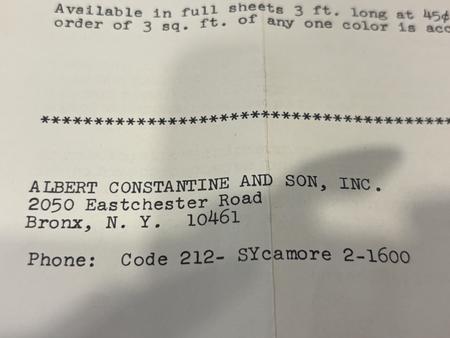 Available in full sheets 3 ft. long at 45¢
order of 3 sq. ft. of any one color is acc
****************************************
ALBERT CONSTANTINE AND SON, INC.
2050 Eastchester Road
Bronx, N. Y. 10461
Phone: Code 212- SYcamore 2-1600